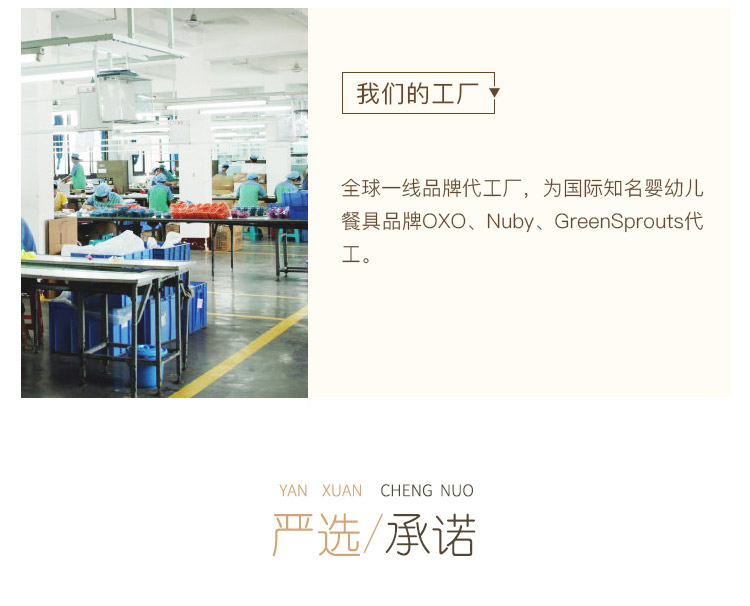 我们的工厂
全球一线品牌代工厂，为国际知名婴幼儿
餐具品牌OXO、Nuby、GreenSprouts代
工。
YAN XUAN CHENG NUO
严选/承诺